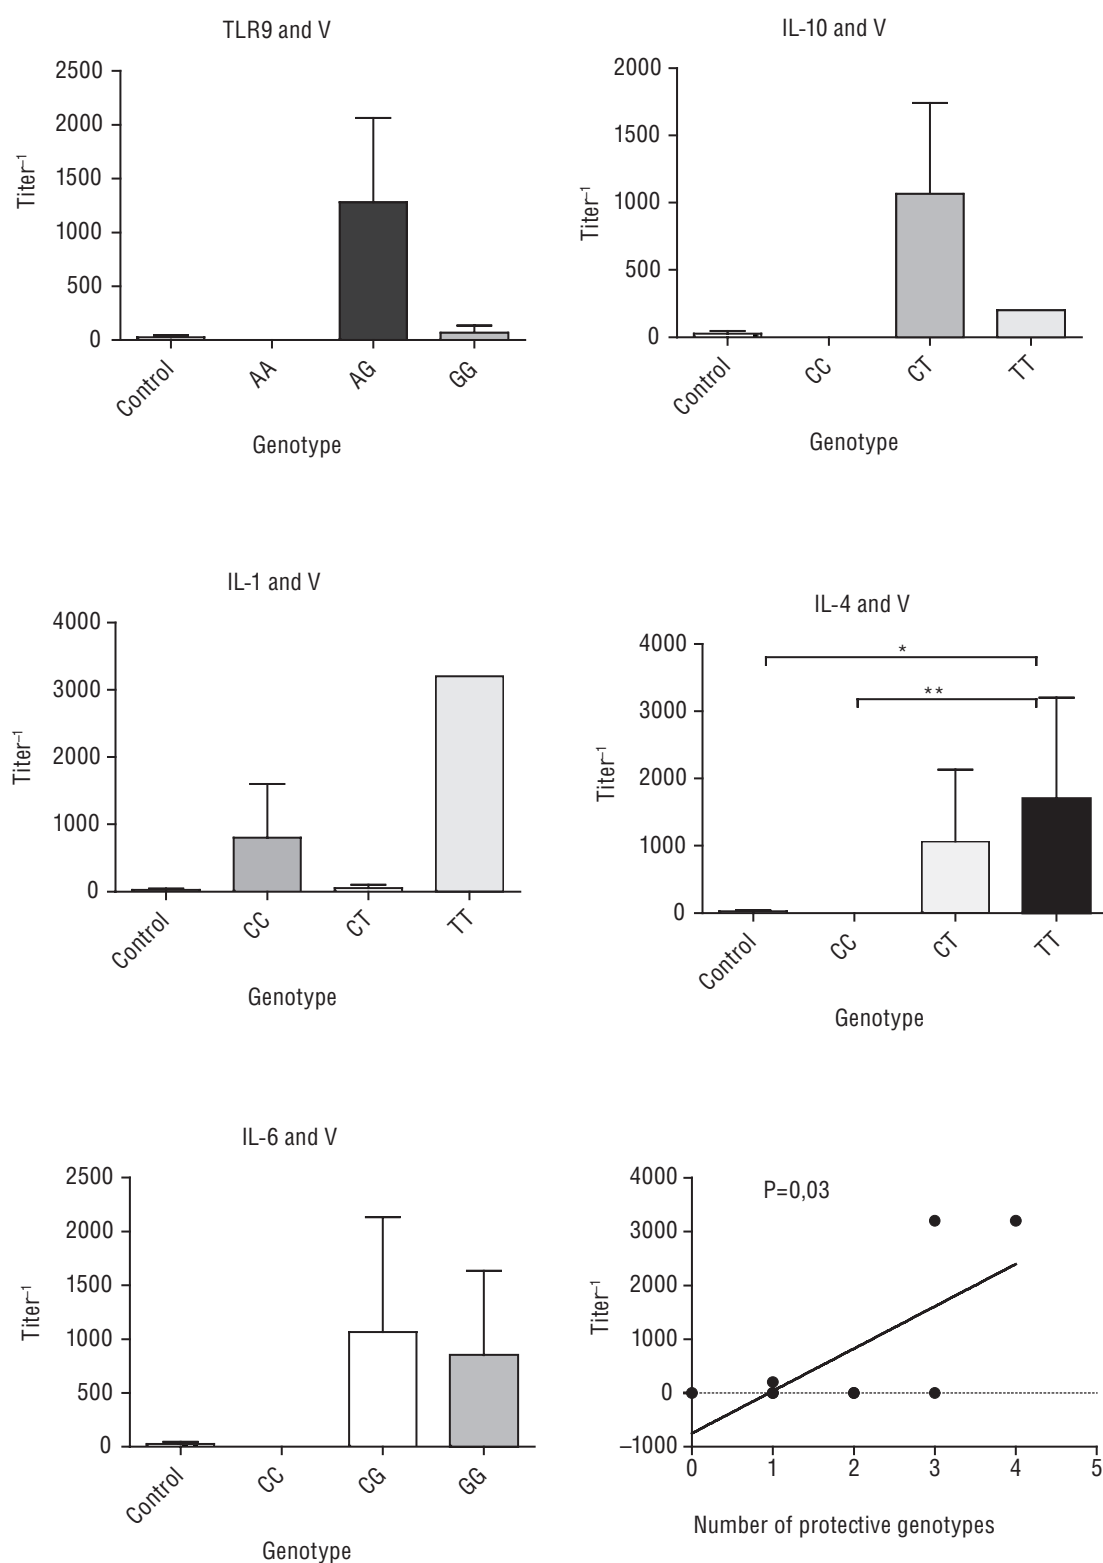 TLR9 and V
2500
2000
1500
1000
500
0
Titer⁻¹
Control
AA
AG
GG
Genotype
IL-10 and V
2000
1500
1000
500
0
Titer⁻¹
Control
CC
CT
TT
Genotype
IL-1 and V
4000
3000
2000
1000
0
Titer⁻¹
Control
CC
CT
TT
Genotype
IL-4 and V
4000
3000
2000
1000
0
Titer⁻¹
*
**
Control
CC
CT
TT
Genotype
IL-6 and V
2500
2000
1500
1000
500
0
Titer⁻¹
Control
CC
CG
GG
Genotype
P=0,03
4000
3000
2000
1000
0
–1000
Titer⁻¹
0 1 2 3 4 5
Number of protective genotypes